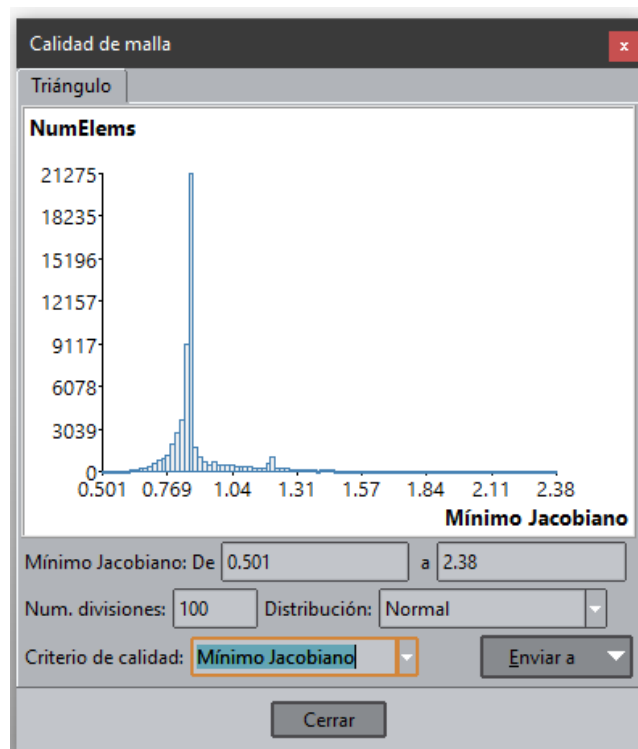 Calidad de malla
x
Triángulo
NumElems
21275
18235
15196
12157
9117
6078
3039
0
0.501 0.769 1.04 1.31 1.57 1.84 2.11 2.38
Mínimo Jacobiano
Mínimo Jacobiano: De 0.501 a 2.38
Num. divisiones: 100 Distribución: Normal
Criterio de calidad: Mínimo Jacobiano Enviar a
Cerrar